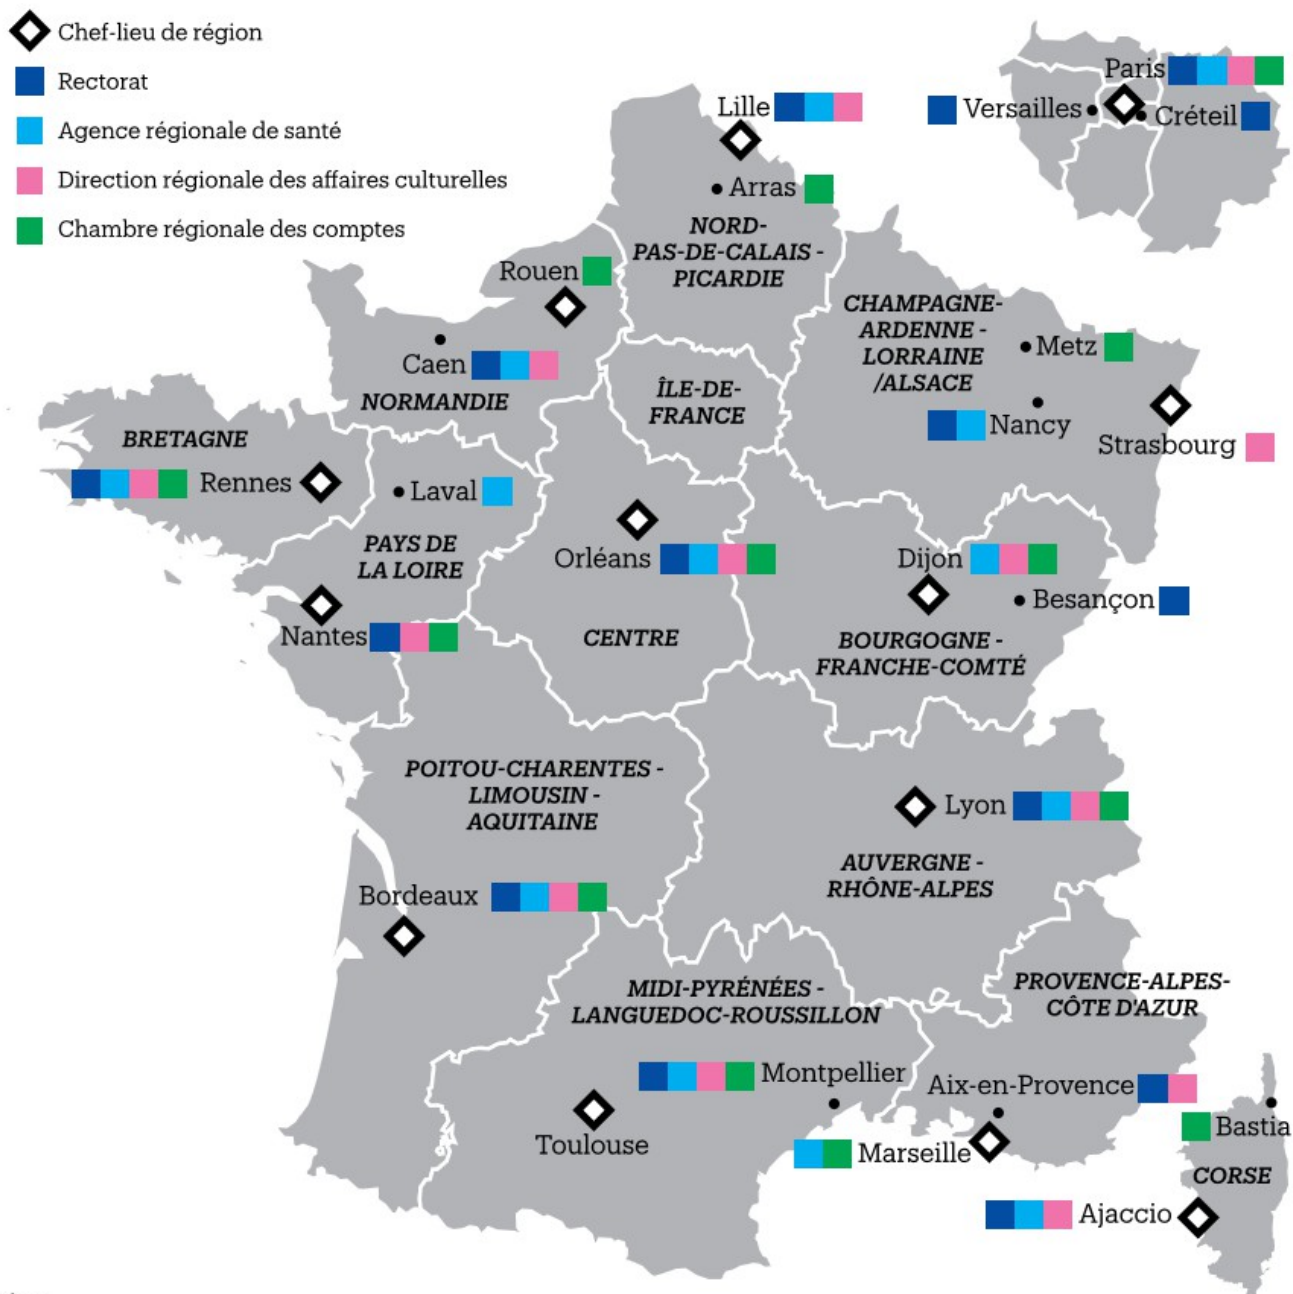 Chef-lieu de région
Rectorat
Agence régionale de santé
Direction régionale des affaires culturelles
Chambre régionale des comptes
Paris
Versailles
Créteil
Lille
Arras
NORD-
PAS-DE-CALAIS -
PICARDIE
Rouen
Caen
NORMANDIE
CHAMPAGNE-
ARDENNE -
LORRAINE
/ALSACE
Metz
Nancy
Strasbourg
ÎLE-DE-
FRANCE
BRETAGNE
Rennes
Laval
PAYS DE
LA LOIRE
Nantes
Orléans
CENTRE
Dijon
Besançon
BOURGOGNE -
FRANCHE-COMTÉ
POITOU-CHARENTES -
LIMOUSIN -
AQUITAINE
Bordeaux
Lyon
AUVERGNE -
RHÔNE-ALPES
MIDI-PYRÉNÉES -
LANGUEDOC-ROUSSILLON
Montpellier
Toulouse
PROVENCE-ALPES-
CÔTE D'AZUR
Aix-en-Provence
Marseille
Bastia
CORSE
Ajaccio